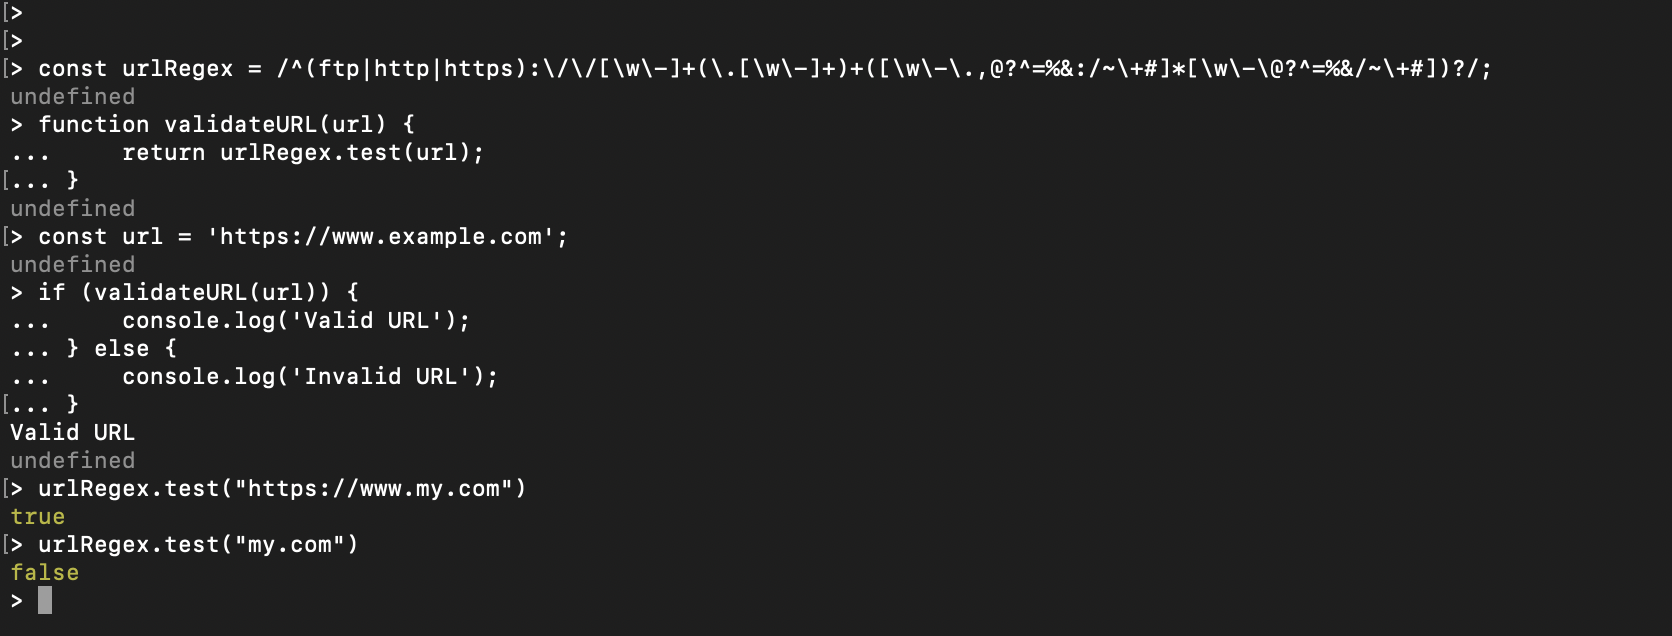 [>
[>
[> const urlRegex = /^(ftp|http|https):\/\/[\w\-]+(\.[\w\-]+)+([\w\-\.,@?^=%&:/~\+#]*[\w\-\@?^=%&/~\+#])?/;
undefined
> function validateURL(url) {
...     return urlRegex.test(url);
[... }
undefined
[> const url = 'https://www.example.com';
undefined
> if (validateURL(url)) {
...     console.log('Valid URL');
... } else {
...     console.log('Invalid URL');
[... }
Valid URL
undefined
[> urlRegex.test("https://www.my.com")
true
[> urlRegex.test("my.com")
false
>